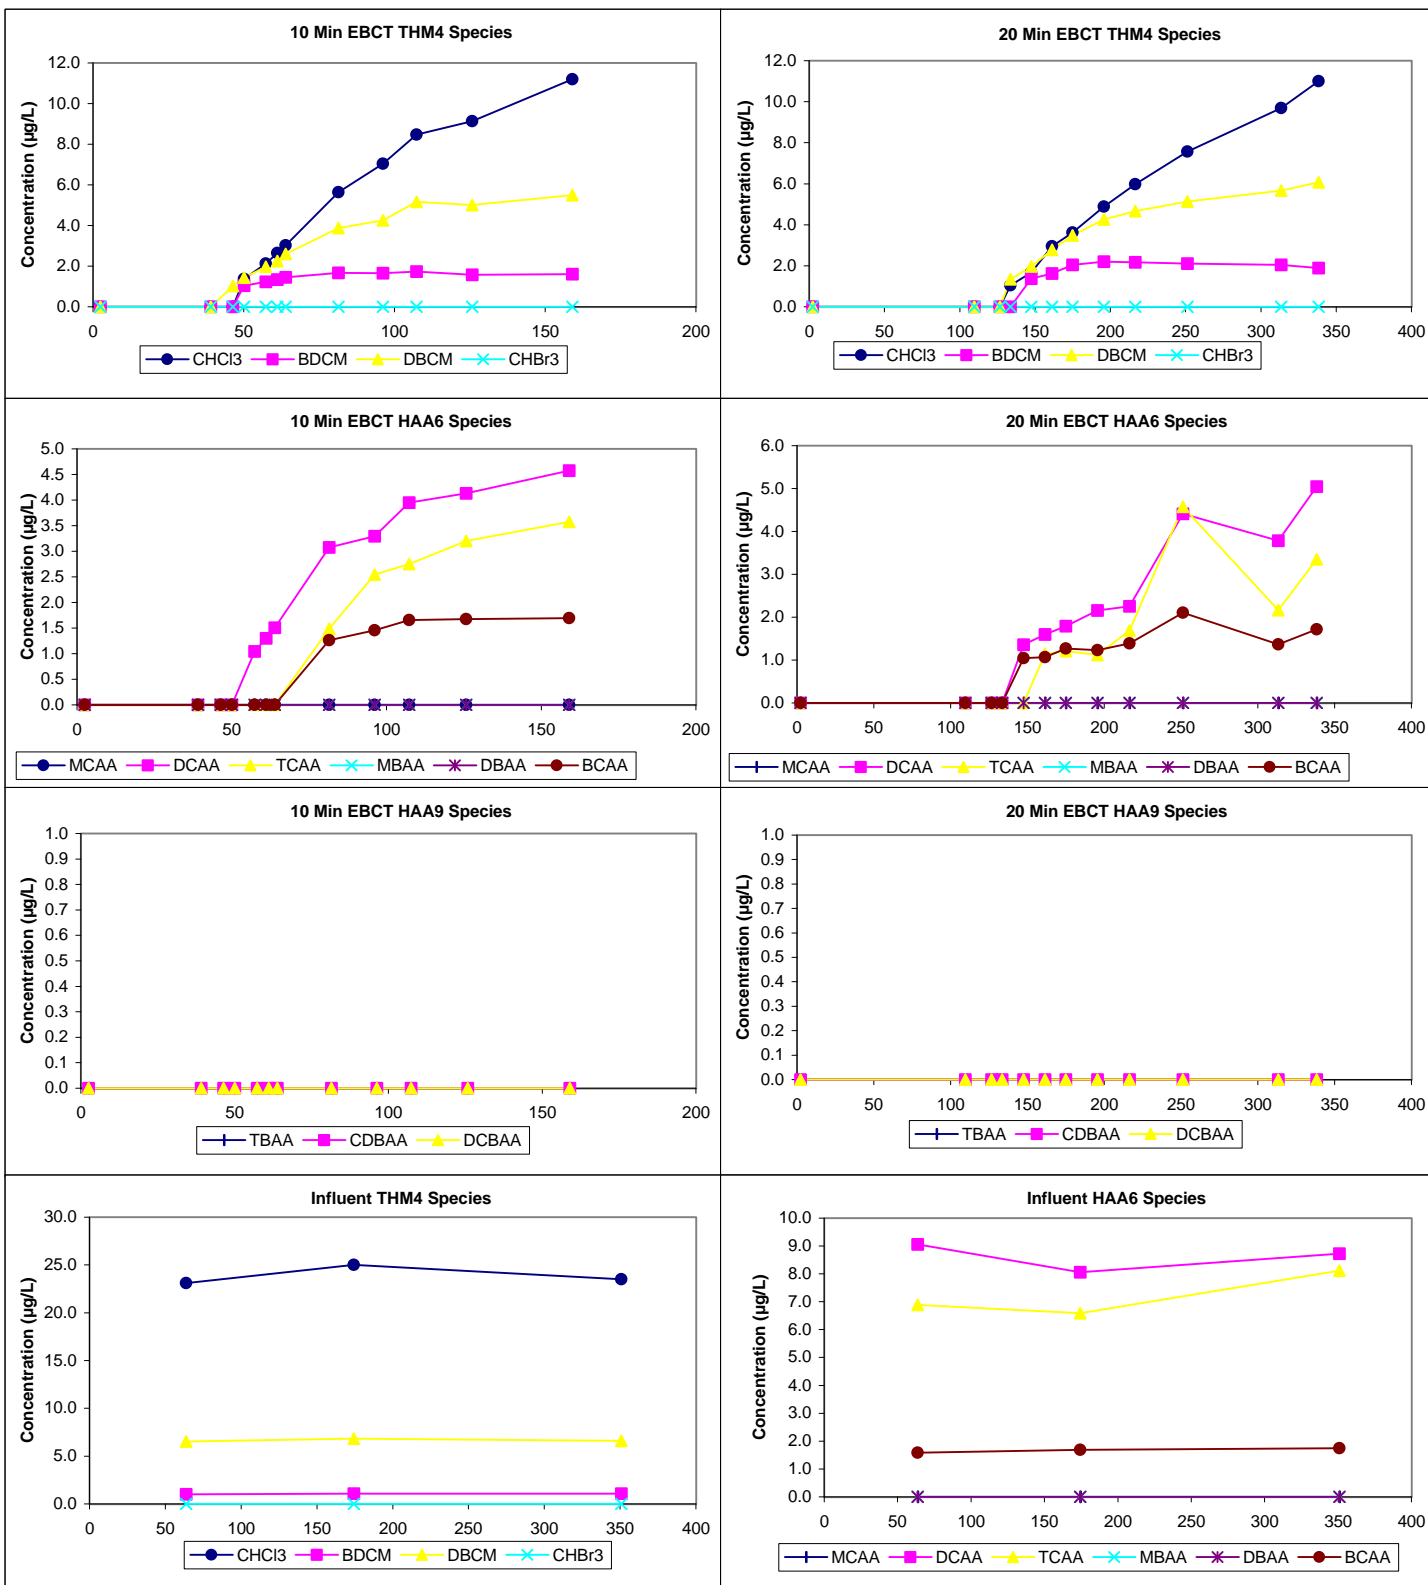 10 Min EBCT THM4 Species
Concentration (µg/L)
12.0
10.0
8.0
6.0
4.0
2.0
0.0
0 50 100 150 200
CHCl3 BDCM DBCM CHBr3
20 Min EBCT THM4 Species
Concentration (µg/L)
12.0
10.0
8.0
6.0
4.0
2.0
0.0
0 50 100 150 200 250 300 350 400
CHCl3 BDCM DBCM CHBr3
10 Min EBCT HAA6 Species
Concentration (µg/L)
5.0
4.5
4.0
3.5
3.0
2.5
2.0
1.5
1.0
0.5
0.0
0 50 100 150 200
MCAA DCAA TCAA MBAA DBAA BCAA
20 Min EBCT HAA6 Species
Concentration (µg/L)
6.0
5.0
4.0
3.0
2.0
1.0
0.0
0 50 100 150 200 250 300 350 400
MCAA DCAA TCAA MBAA DBAA BCAA
10 Min EBCT HAA9 Species
Concentration (µg/L)
1.0
0.9
0.8
0.7
0.6
0.5
0.4
0.3
0.2
0.1
0.0
0 50 100 150 200
TBAA CDBAA DCBAA
20 Min EBCT HAA9 Species
Concentration (µg/L)
1.0
0.9
0.8
0.7
0.6
0.5
0.4
0.3
0.2
0.1
0.0
0 50 100 150 200 250 300 350 400
TBAA CDBAA DCBAA
Influent THM4 Species
Concentration (µg/L)
30.0
25.0
20.0
15.0
10.0
5.0
0.0
0 50 100 150 200 250 300 350 400
CHCl3 BDCM DBCM CHBr3
Influent HAA6 Species
Concentration (µg/L)
10.0
9.0
8.0
7.0
6.0
5.0
4.0
3.0
2.0
1.0
0.0
0 50 100 150 200 250 300 350 400
MCAA DCAA TCAA MBAA DBAA BCAA